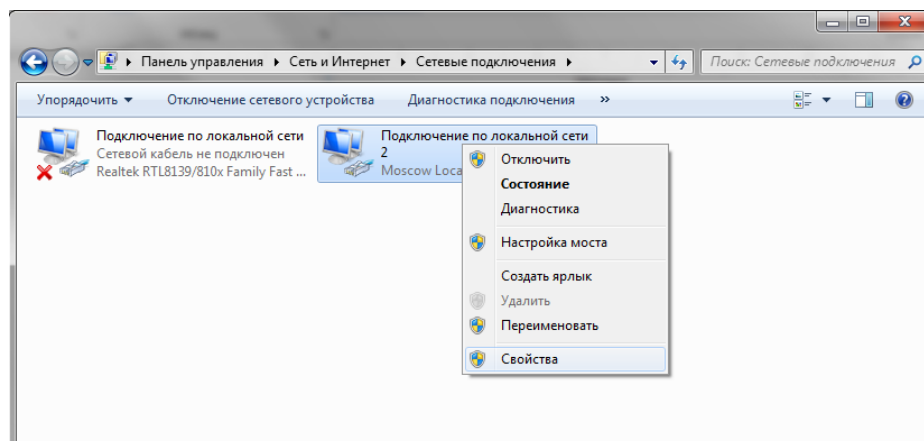 Панель управления ▸ Сеть и Интернет ▸ Сетевые подключения ▸
Поиск: Сетевые подключения
Упорядочить ▾ Отключение сетевого устройства Диагностика подключения »
Подключение по локальной сети
Сетевой кабель не подключен
Realtek RTL8139/810x Family Fast ...
Подключение по локальной сети
2
Moscow Loca
Отключить
Состояние
Диагностика
Настройка моста
Создать ярлык
Удалить
Переименовать
Свойства